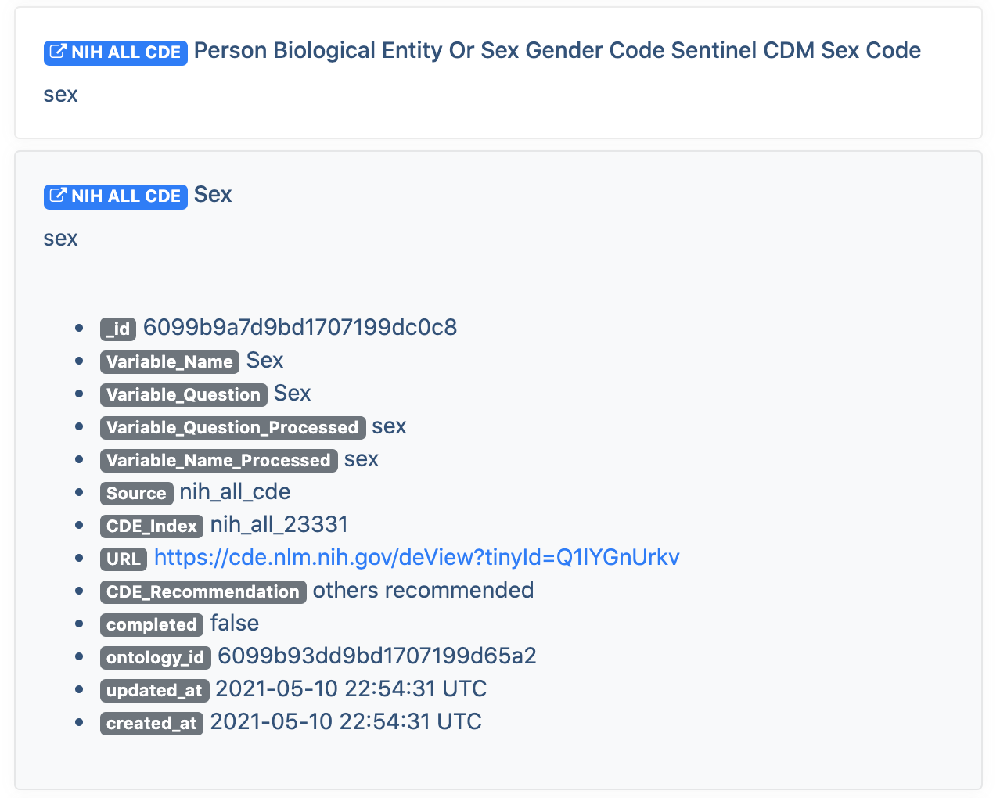 NIH ALL CDE Person Biological Entity Or Sex Gender Code Sentinel CDM Sex Code
sex
NIH ALL CDE Sex
sex
_id 6099b9a7d9bd1707199dc0c8
Variable_Name Sex
Variable_Question Sex
Variable_Question_Processed sex
Variable_Name_Processed sex
Source nih_all_cde
CDE_Index nih_all_23331
URL https://cde.nlm.nih.gov/deView?tinyId=Q1lYGnUrkv
CDE_Recommendation others recommended
completed false
ontology_id 6099b93dd9bd1707199d65a2
updated_at 2021-05-10 22:54:31 UTC
created_at 2021-05-10 22:54:31 UTC